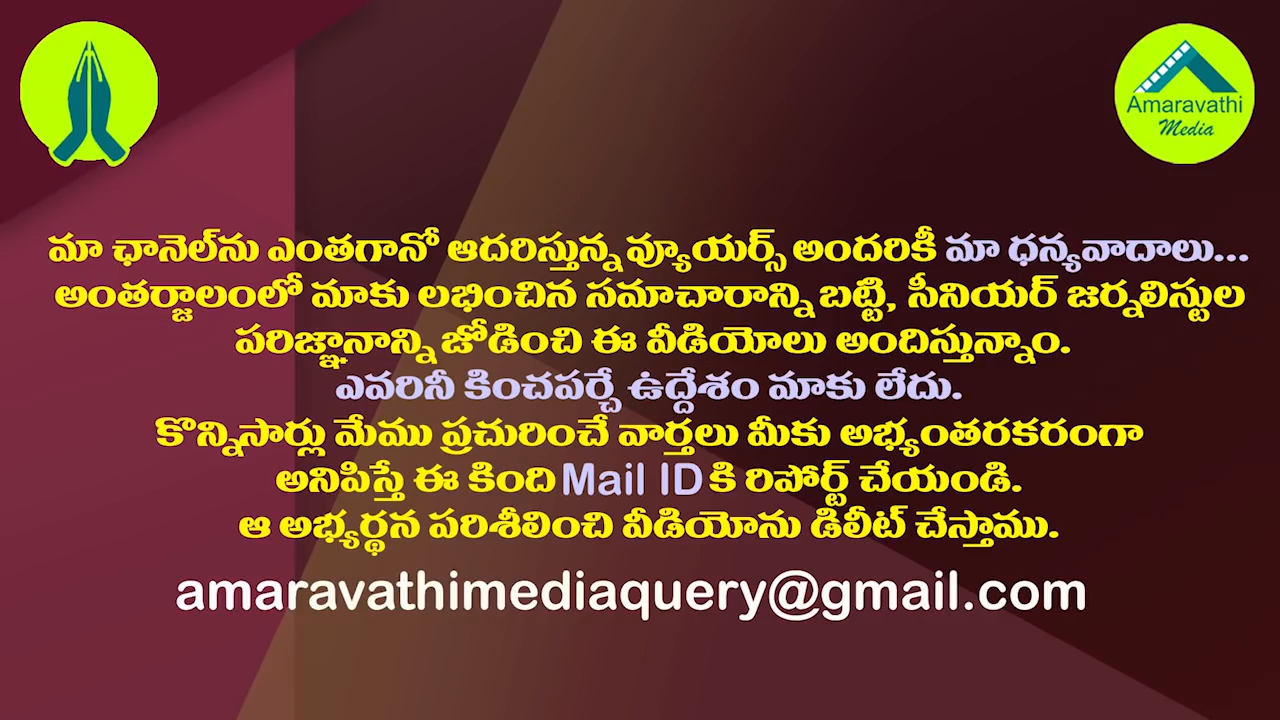 Amaravathi
Media
మా ఛానెల్‌ను ఎంతగానో ఆదరిస్తున్న వ్యూయర్స్ అందరికీ మా ధన్యవాదాలు...
అంతర్జాలంలో మాకు లభించిన సమాచారాన్ని బట్టి, సీనియర్ జర్నలిస్టుల
పరిజ్ఞానాన్ని జోడించి ఈ వీడియోలు అందిస్తున్నాం.
ఎవరినీ కించపర్చే ఉద్దేశం మాకు లేదు.
కొన్నిసార్లు మేము ప్రచురించే వార్తలు మీకు అభ్యంతరకరంగా
అనిపిస్తే ఈ కింది Mail ID కి రిపోర్ట్ చేయండి.
ఆ అభ్యర్థన పరిశీలించి వీడియోను డిలీట్ చేస్తాము.
amaravathimediaquery@gmail.com